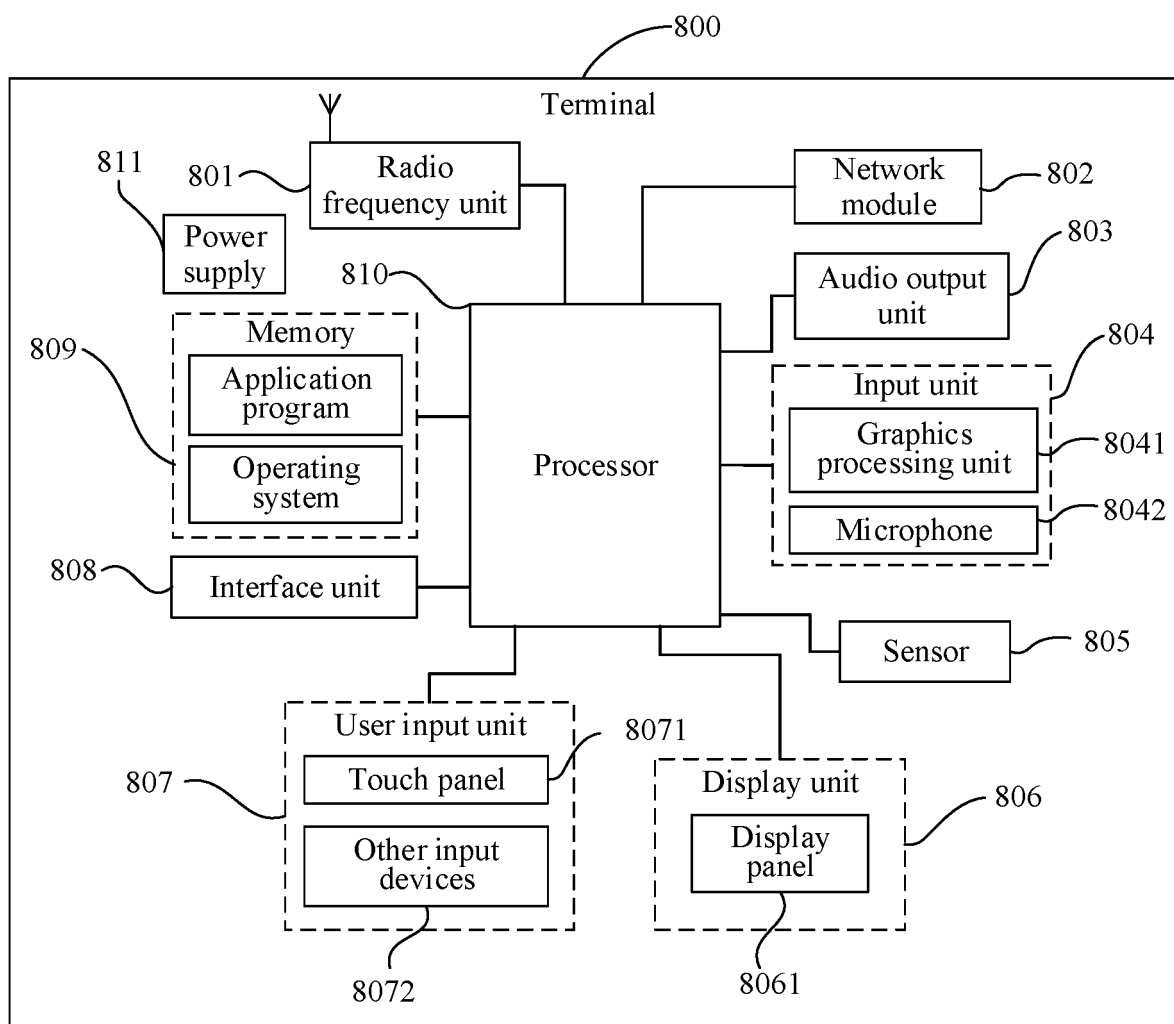 800
Terminal
811
801
Radio
frequency unit
Network
module
802
Power
supply
810
803
Audio output
unit
809
Memory
Application
program
Operating
system
Processor
804
Input unit
Graphics
processing unit
8041
8042
Microphone
808
Interface unit
Sensor
805
User input unit
8071
807
Touch panel
Other input
devices
8072
Display unit
806
Display
panel
8061